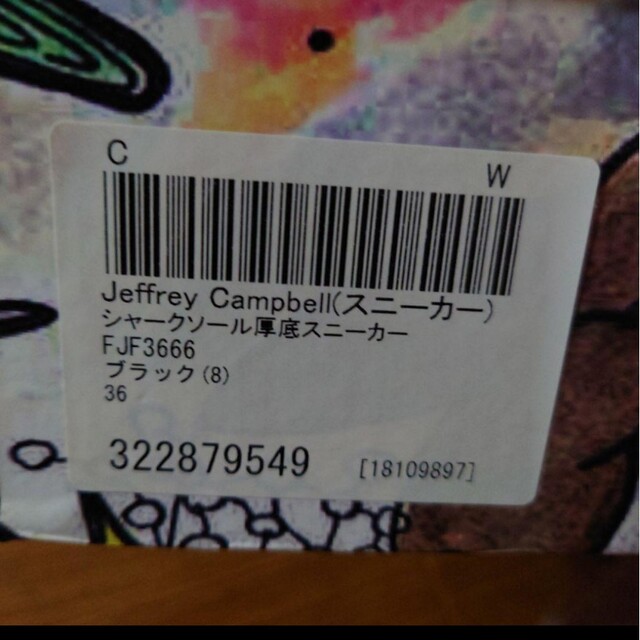 C
W
Jeffrey Campbell(スニーカー)
シャークソール厚底スニーカー
FJF3666
ブラック(8)
36
322879549 [18109897]